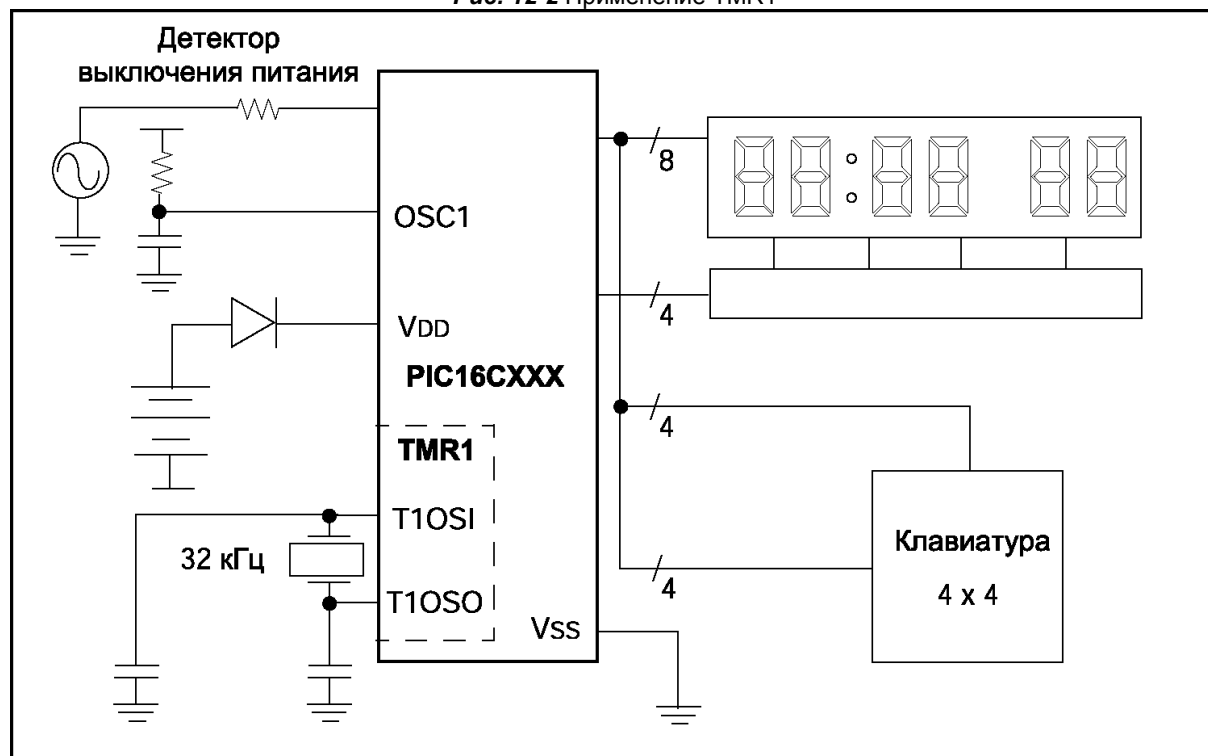 Детектор
выключения питания
OSC1
VDD
PIC16CXXX
TMR1
T1OSI
32 кГц
T1OSO
VSS
8
4
4
4
Клавиатура
4 x 4